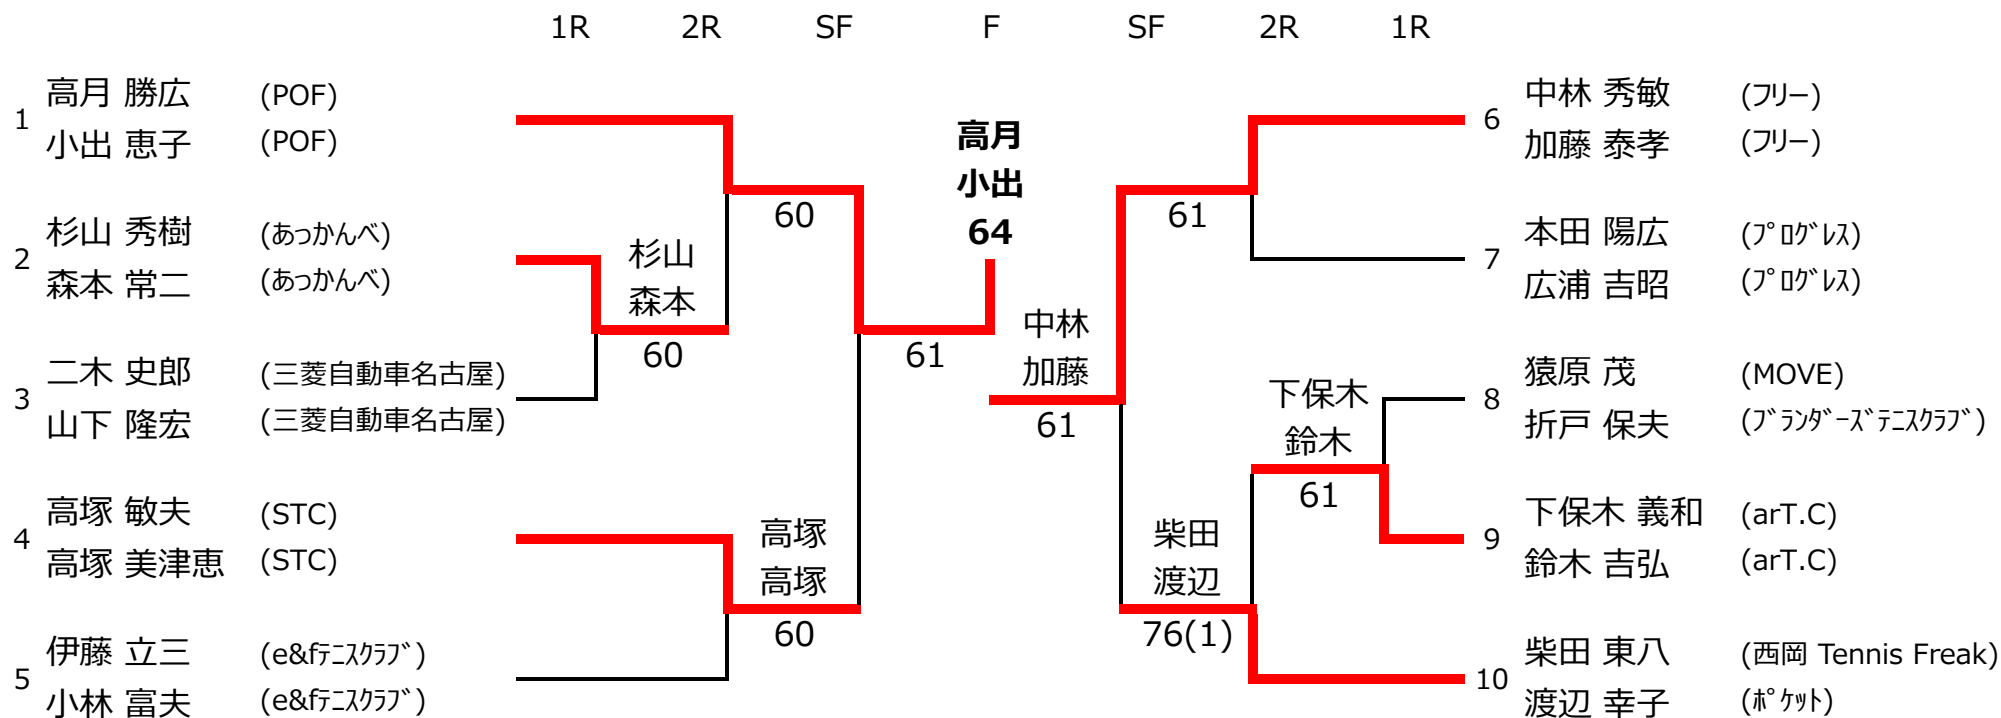 1R 2R SF F SF 2R 1R
1 高月 勝広 (POF)
小出 恵子 (POF)
2 杉山 秀樹 (あっかんべ)
森本 常二 (あっかんべ)
3 二木 史郎 (三菱自動車名古屋)
山下 隆宏 (三菱自動車名古屋)
4 高塚 敏夫 (STC)
高塚 美津恵 (STC)
5 伊藤 立三 (e&fﾃﾆｽｸﾗﾌﾞ)
小林 富夫 (e&fﾃﾆｽｸﾗﾌﾞ)
杉山
森本
60
60
高塚
高塚
60
61
高月
小出
64
中林
加藤
61
61
柴田
渡辺
76(1)
下保木
鈴木
61
6 中林 秀敏 (ﾌﾘｰ)
加藤 泰孝 (ﾌﾘｰ)
7 本田 陽広 (ﾌﾟﾛｸﾞﾚｽ)
広浦 吉昭 (ﾌﾟﾛｸﾞﾚｽ)
8 猿原 茂 (MOVE)
折戸 保夫 (ﾌﾞﾗﾝﾀﾞｰｽﾞﾃﾆｽｸﾗﾌﾞ)
9 下保木 義和 (arT.C)
鈴木 吉弘 (arT.C)
10 柴田 東八 (西岡 Tennis Freak)
渡辺 幸子 (ﾎﾟｹｯﾄ)